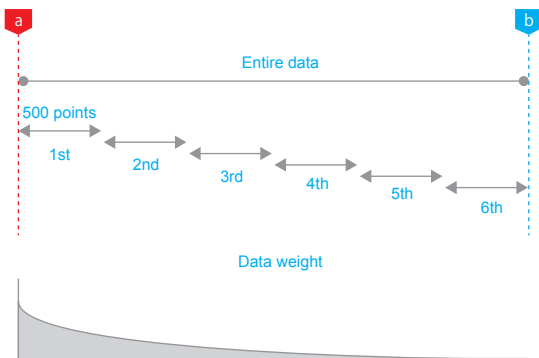 a
b
Entire data
500 points
1st
2nd
3rd
4th
5th
6th
Data weight